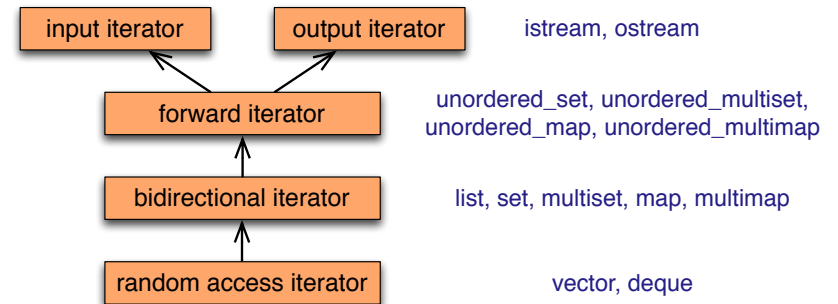 input iterator output iterator istream, ostream
forward iterator unordered_set, unordered_multiset,
unordered_map, unordered_multimap
bidirectional iterator list, set, multiset, map, multimap
random access iterator vector, deque